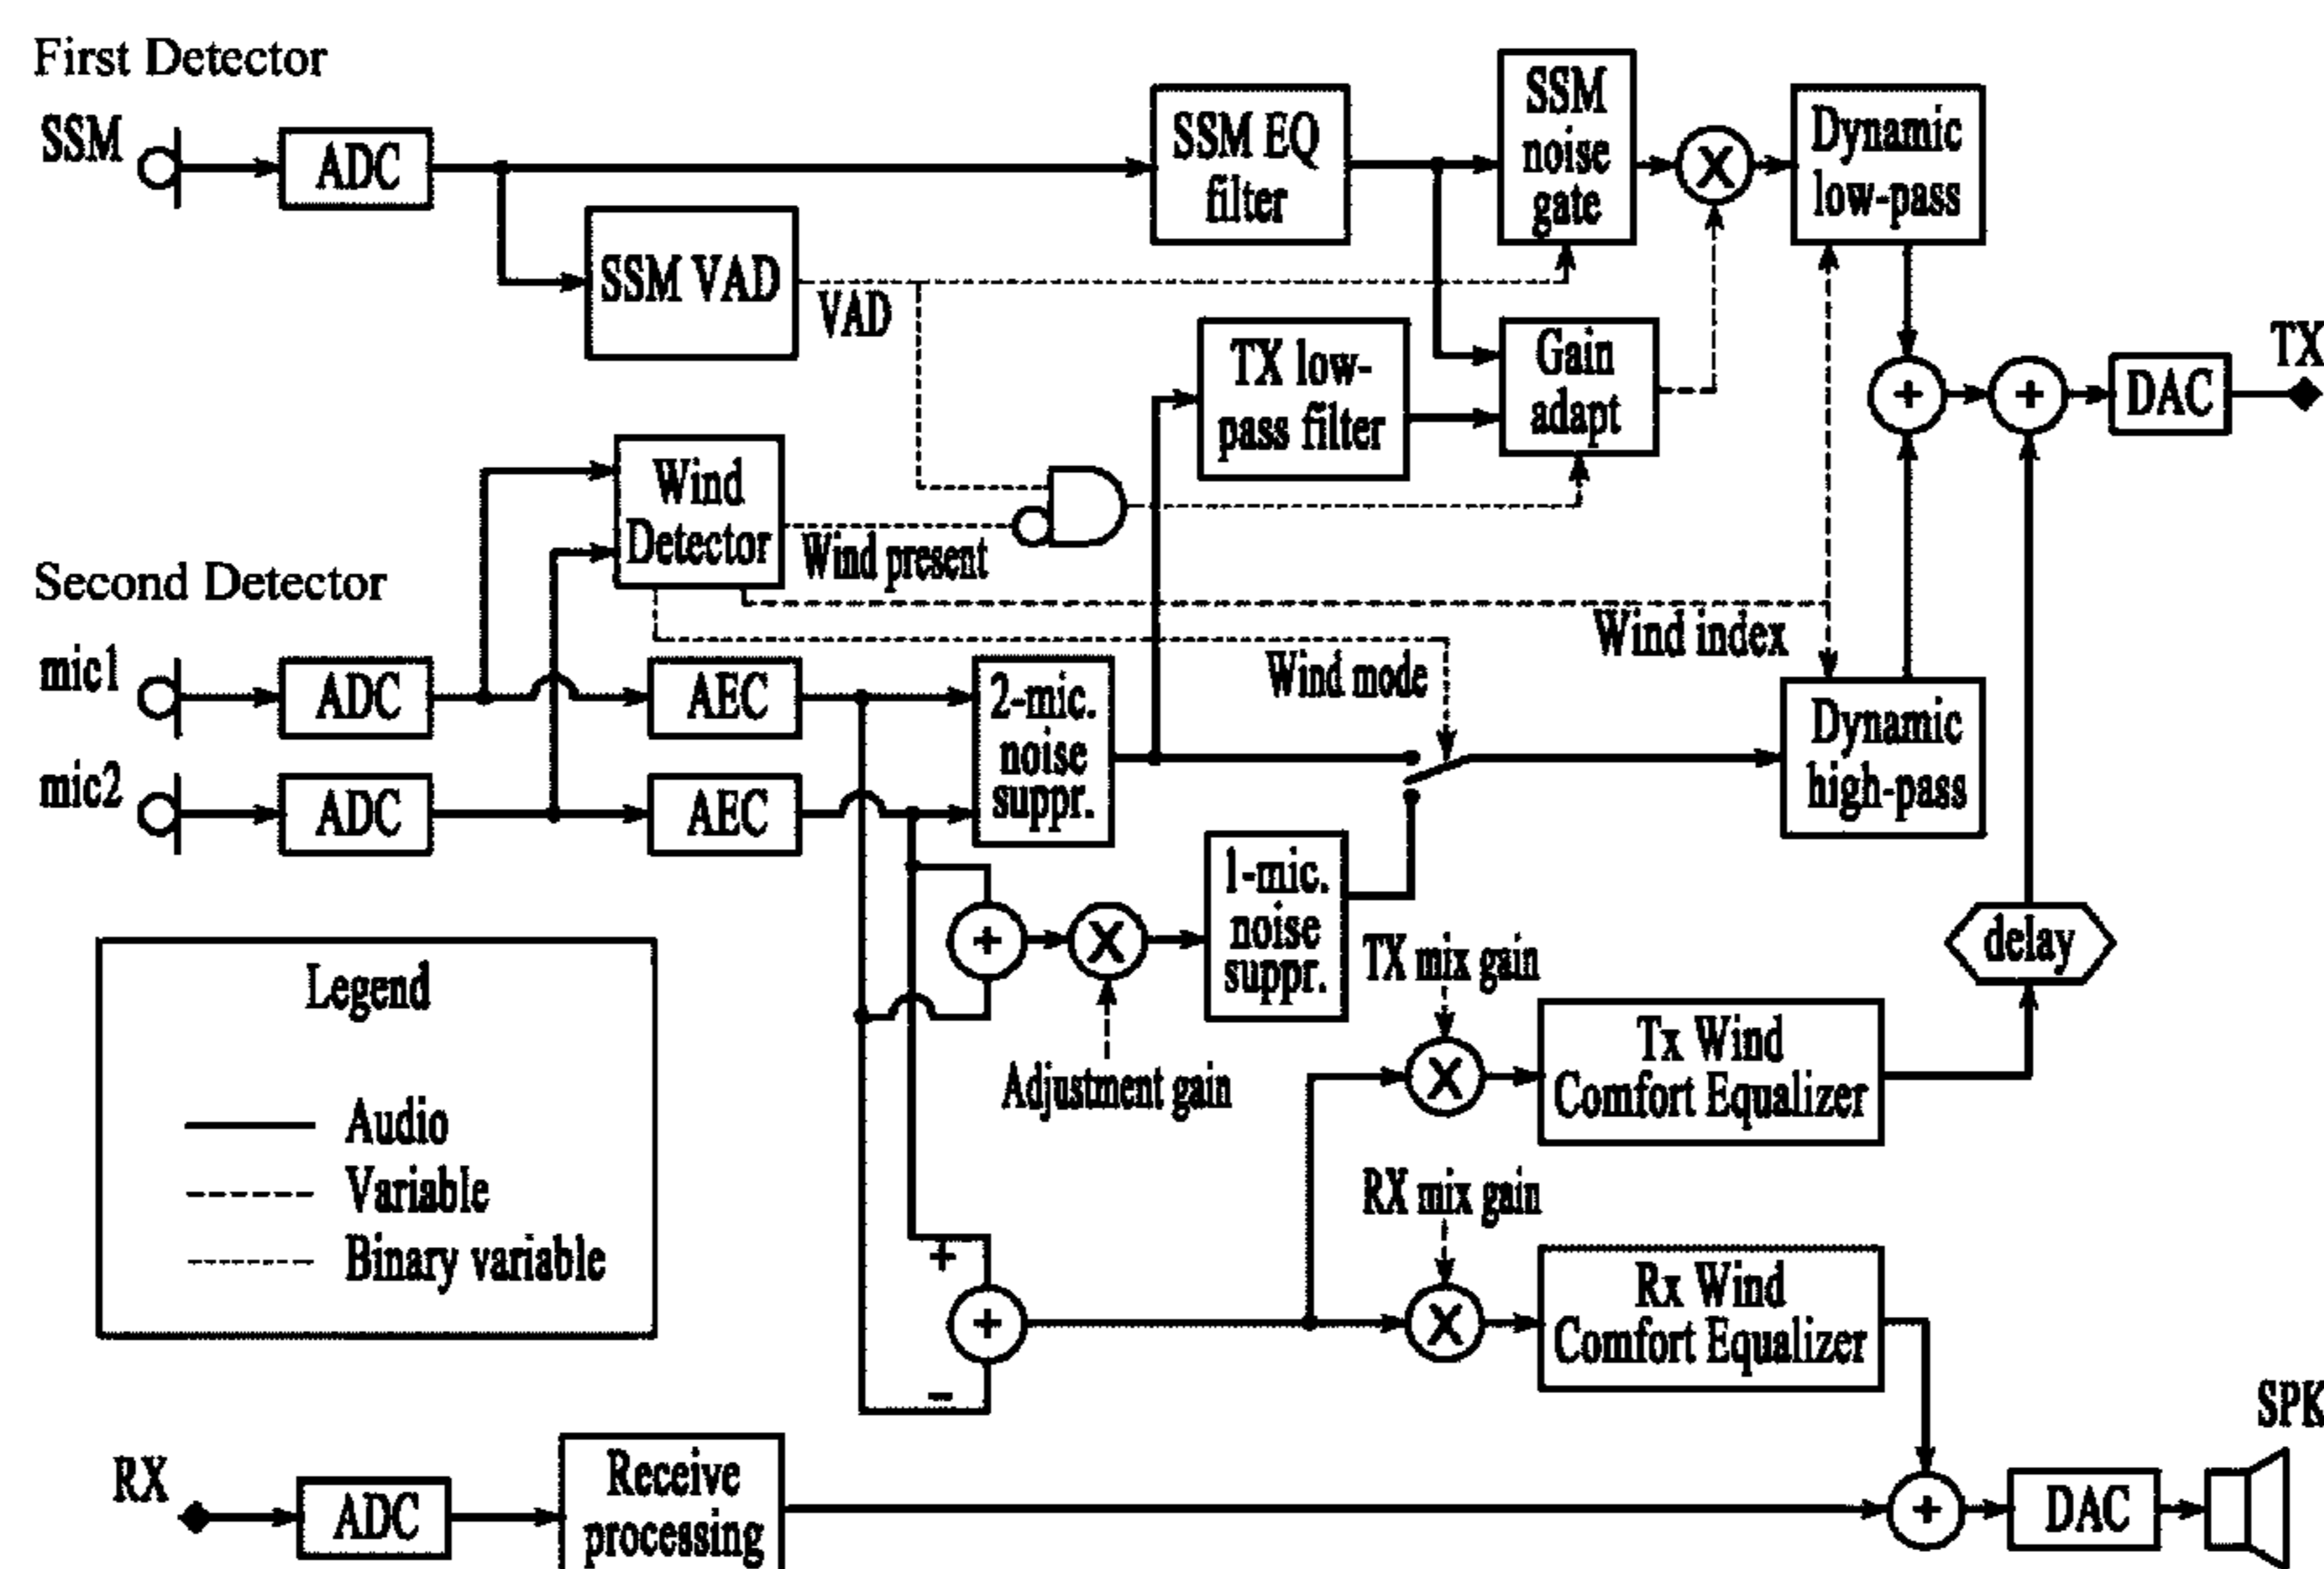 First Detector
SSM
ADC
SSM EQ
filter
SSM
noise
gate
X
Dynamic
low-pass
SSM VAD
VAD
TX low-
pass filter
Gain
adapt
+
+
DAC
TX
Wind
Detector
Wind present
Second Detector
Wind index
Wind mode
mic1
ADC
AEC
2-mic.
noise
suppr.
Dynamic
high-pass
mic2
ADC
AEC
1-mic.
noise
suppr.
+
X
Adjustment gain
TX mix gain
delay
X
Tx Wind
Comfort Equalizer
Legend
Audio
Variable
Binary variable
RX mix gain
+
+
-
X
Rx Wind
Comfort Equalizer
RX
ADC
Receive
processing
+
DAC
SPK